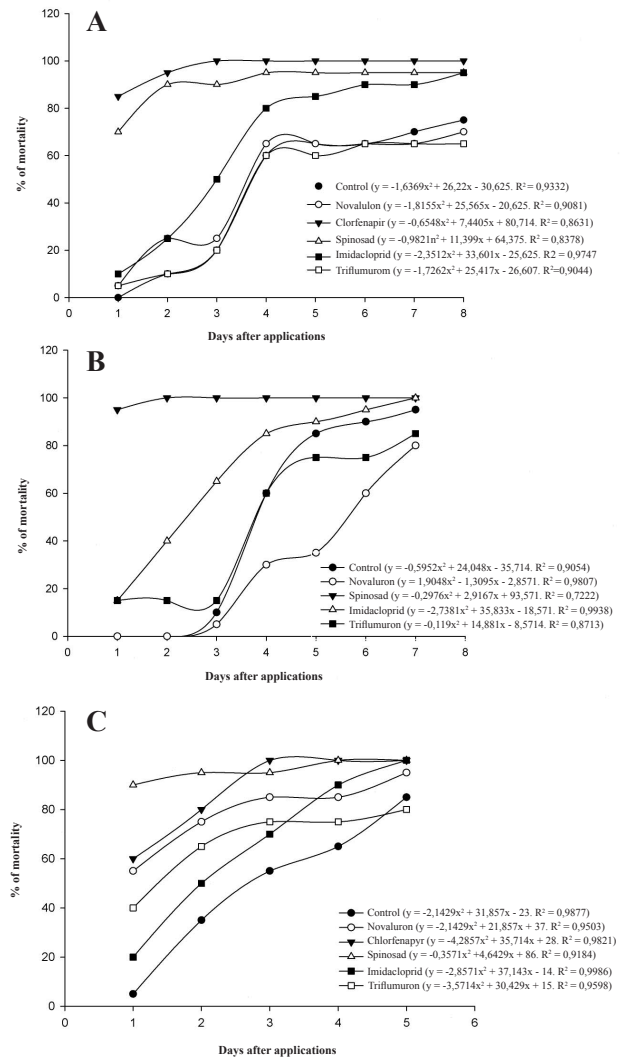 A
120
100
80
60
40
20
0
% of mortality
Control (y = -1,6369x² + 26,22x - 30,625. R² = 0,9332)
Novalulon (y = -1,8155x² + 25,565x - 20,625. R² = 0,9081)
Clorfenapir (y = -0,6548x² + 7,4405x + 80,714. R² = 0,8631)
Spinosad (y = -0,9821n² + 11,399x + 64,375. R² = 0,8378)
Imidacloprid (y = -2,3512x² + 33,601x - 25,625. R2 = 0,9747
Triflumurom (y = -1,7262x² + 25,417x - 26,607. R²=0,9044)
0 1 2 3 4 5 6 7 8
Days after applications
B
120
100
80
60
40
20
0
% of mortality
Control (y = -0,5952x² + 24,048x - 35,714. R² = 0,9054)
Novaluron (y = 1,9048x² - 1,3095x - 2,8571. R² = 0,9807)
Spinosad (y = -0,2976x² + 2,9167x + 93,571. R² = 0,7222)
Imidacloprid (y = -2,7381x² + 35,833x - 18,571. R² = 0,9938)
Triflumuron (y = -0,119x² + 14,881x - 8,5714. R² = 0,8713)
0 1 2 3 4 5 6 7 8
Days after applications
C
120
100
80
60
40
20
0
% of mortality
Control (y = -2,1429x² + 31,857x - 23. R² = 0,9877)
Novaluron (y = -2,1429x² + 21,857x + 37. R² = 0,9503)
Chlorfenapyr (y = -4,2857x² + 35,714x + 28. R² = 0,9821)
Spinosad (y = -0,3571x² +4,6429x + 86. R² = 0,9184)
Imidacloprid (y = -2,8571x² + 37,143x - 14. R² = 0,9986)
Triflumuron (y = -3,5714x² + 30,429x + 15. R² = 0,9598)
0 1 2 3 4 5 6
Days after applications